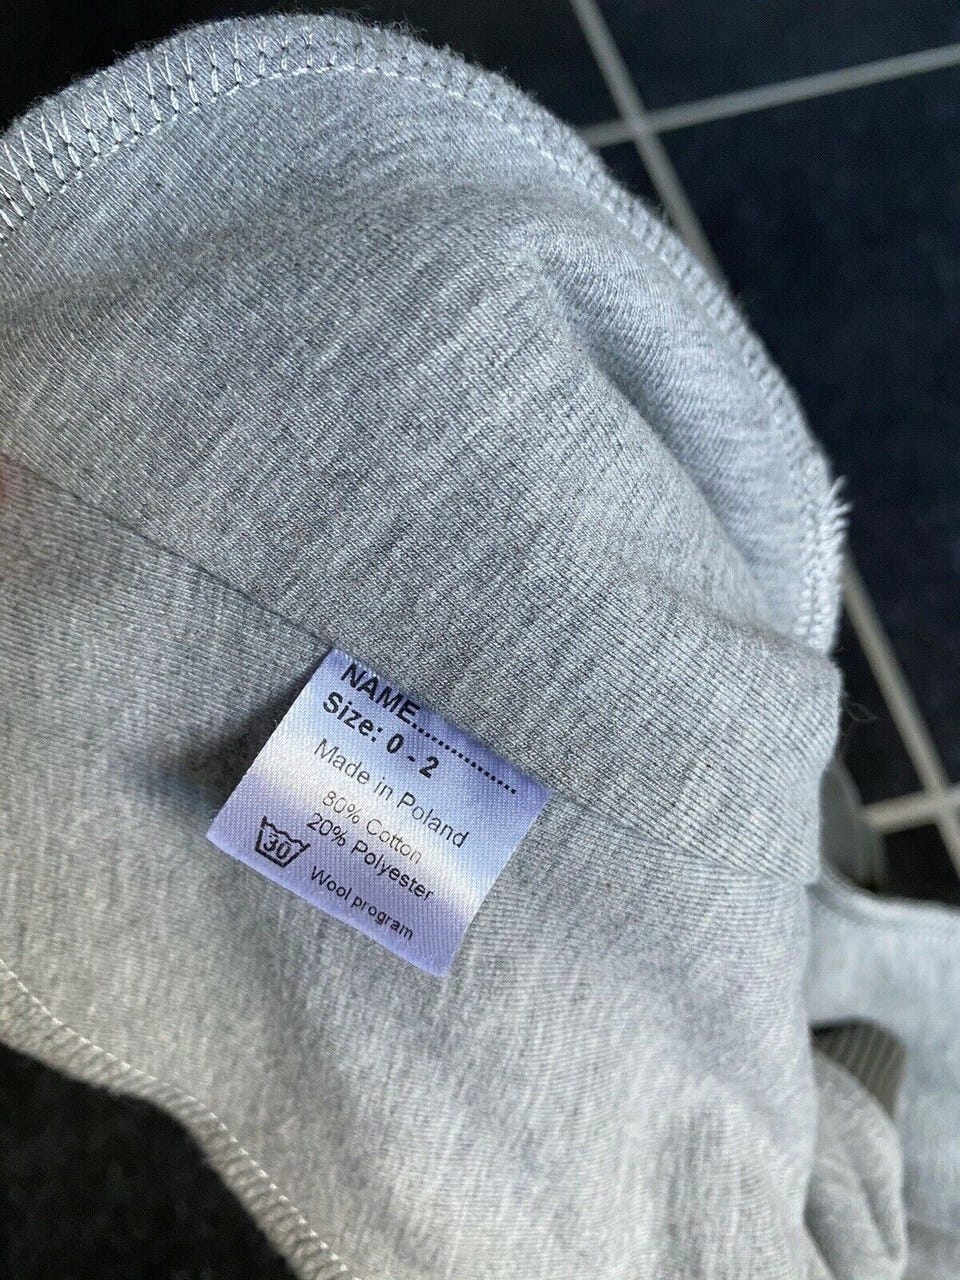 NAME..................
Size: 0 - 2
Made in Poland
80% Cotton
20% Polyester
30
Wool program